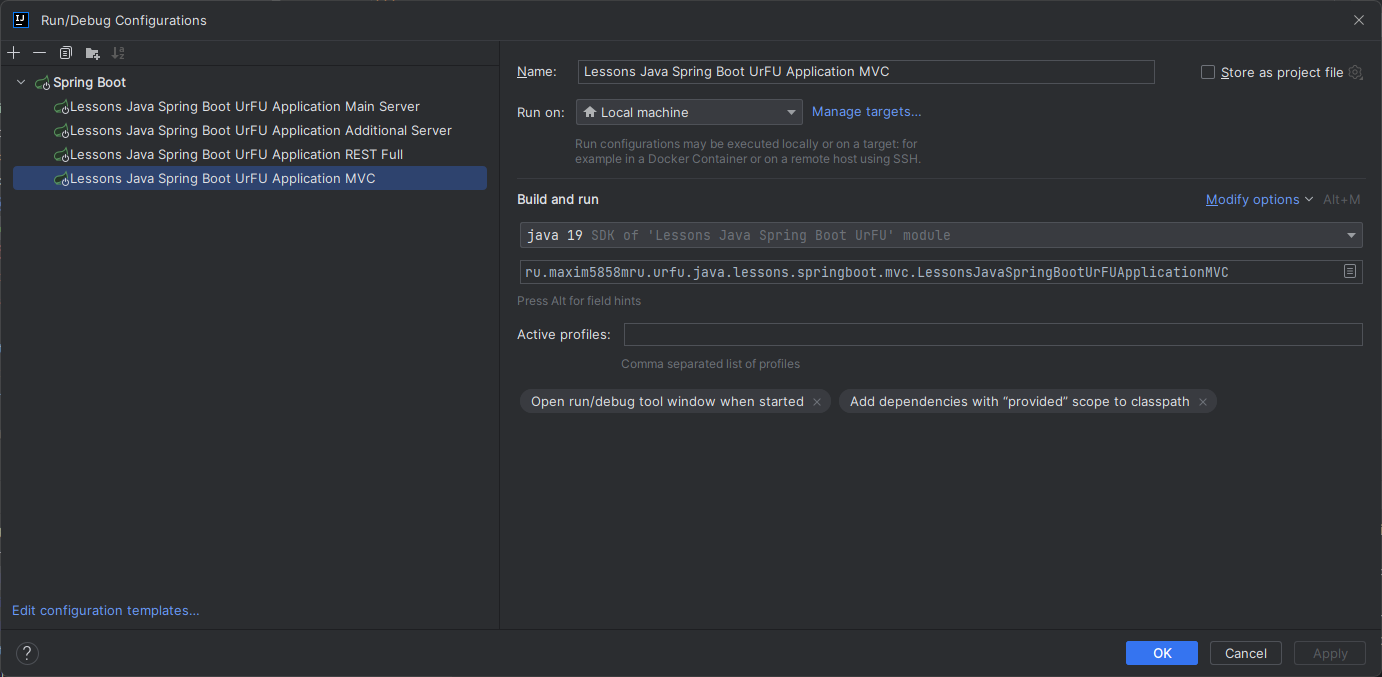 Run/Debug Configurations
Spring Boot
Lessons Java Spring Boot UrFU Application Main Server
Lessons Java Spring Boot UrFU Application Additional Server
Lessons Java Spring Boot UrFU Application REST Full
Lessons Java Spring Boot UrFU Application MVC
Edit configuration templates...
Name: Lessons Java Spring Boot UrFU Application MVC Store as project file
Run on: Local machine Manage targets...
Run configurations may be executed locally or on a target: for
example in a Docker Container or on a remote host using SSH.
Build and run Modify options Alt+M
java 19 SDK of 'Lessons Java Spring Boot UrFU' module
ru.maxim5858mru.urfu.java.lessons.springboot.mvc.LessonsJavaSpringBootUrFUApplicationMVC
Press Alt for field hints
Active profiles:
Comma separated list of profiles
Open run/debug tool window when started × Add dependencies with “provided” scope to classpath ×
? OK Cancel Apply